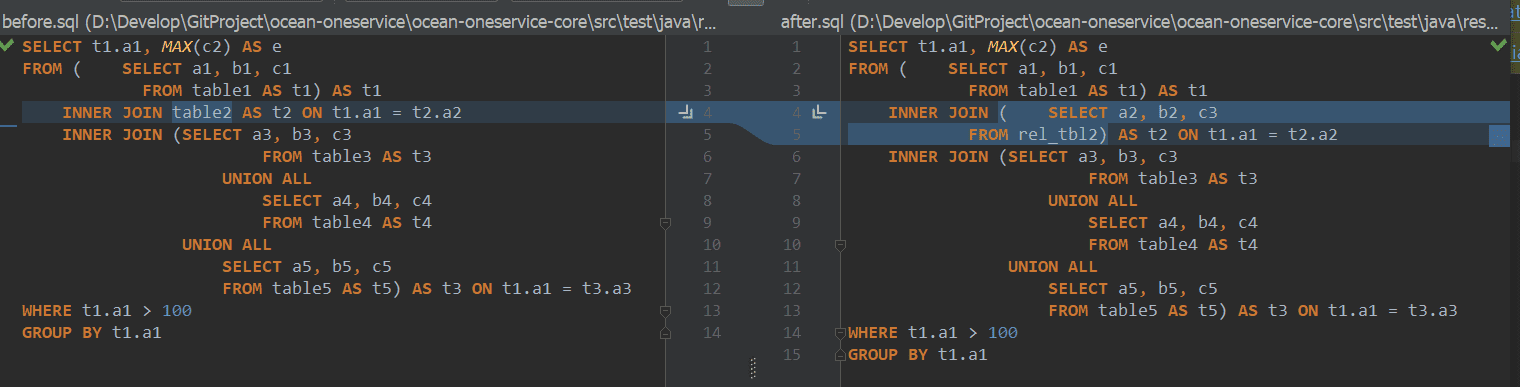 before.sql (D:\Develop\GitProject\ocean-oneservice\ocean-oneservice-core\src\test\java\r...
SELECT t1.a1, MAX(c2) AS e
FROM (    SELECT a1, b1, c1
FROM table1 AS t1) AS t1
INNER JOIN table2 AS t2 ON t1.a1 = t2.a2
INNER JOIN (SELECT a3, b3, c3
FROM table3 AS t3
UNION ALL
SELECT a4, b4, c4
FROM table4 AS t4
UNION ALL
SELECT a5, b5, c5
FROM table5 AS t5) AS t3 ON t1.a1 = t3.a3
WHERE t1.a1 > 100
GROUP BY t1.a1
1 1
2 2
3 3
4 4
5 5
6 6
7 7
8 8
9 9
10 10
11 11
12 12
13 13
14 14
15
after.sql (D:\Develop\GitProject\ocean-oneservice\ocean-oneservice-core\src\test\java\res...
SELECT t1.a1, MAX(c2) AS e
FROM (    SELECT a1, b1, c1
FROM table1 AS t1) AS t1
INNER JOIN (    SELECT a2, b2, c3
FROM rel_tbl2) AS t2 ON t1.a1 = t2.a2
INNER JOIN (SELECT a3, b3, c3
FROM table3 AS t3
UNION ALL
SELECT a4, b4, c4
FROM table4 AS t4
UNION ALL
SELECT a5, b5, c5
FROM table5 AS t5) AS t3 ON t1.a1 = t3.a3
WHERE t1.a1 > 100
GROUP BY t1.a1